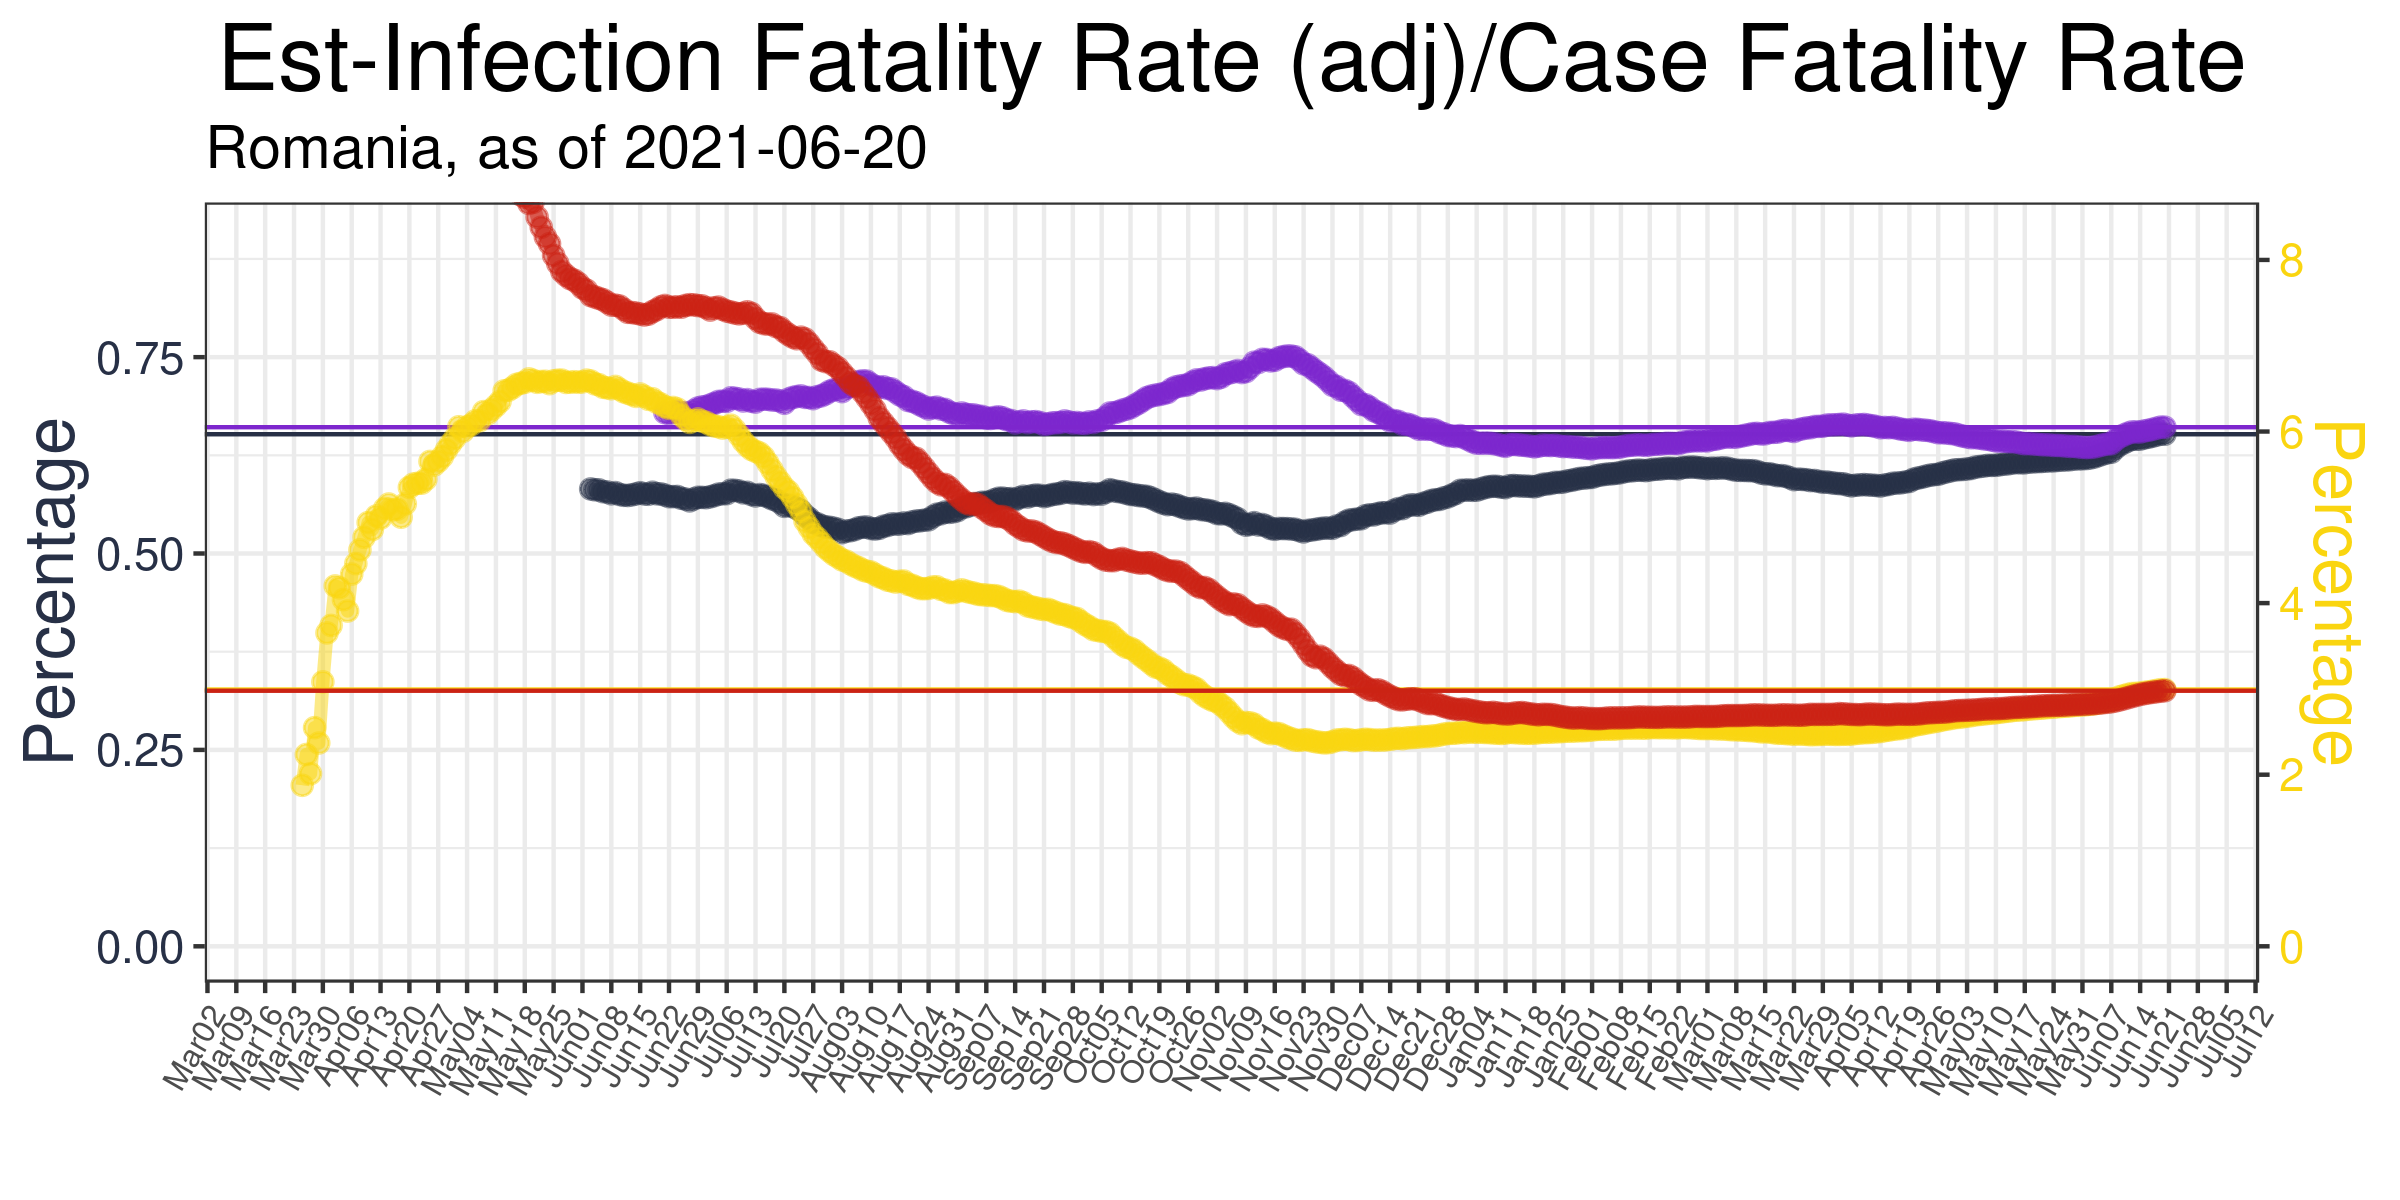 Est-Infection Fatality Rate (adj)/Case Fatality Rate
Romania, as of 2021-06-20
Percentage
0.75
0.50
0.25
0.00
8
6
4
2
0
Percentage
Mar02
Mar09
Mar16
Mar23
Mar30
Apr06
Apr13
Apr20
Apr27
May04
May11
May18
May25
Jun01
Jun08
Jun15
Jun22
Jun29
Jul06
Jul13
Jul20
Jul27
Aug03
Aug10
Aug17
Aug24
Aug31
Sep07
Sep14
Sep21
Sep28
Oct05
Oct12
Oct19
Oct26
Nov02
Nov09
Nov16
Nov23
Nov30
Dec07
Dec14
Dec21
Dec28
Jan04
Jan11
Jan18
Jan25
Feb01
Feb08
Feb15
Feb22
Mar01
Mar08
Mar15
Mar22
Mar29
Apr05
Apr12
Apr19
Apr26
May03
May10
May17
May24
May31
Jun07
Jun14
Jun21
Jun28
Jul05
Jul12